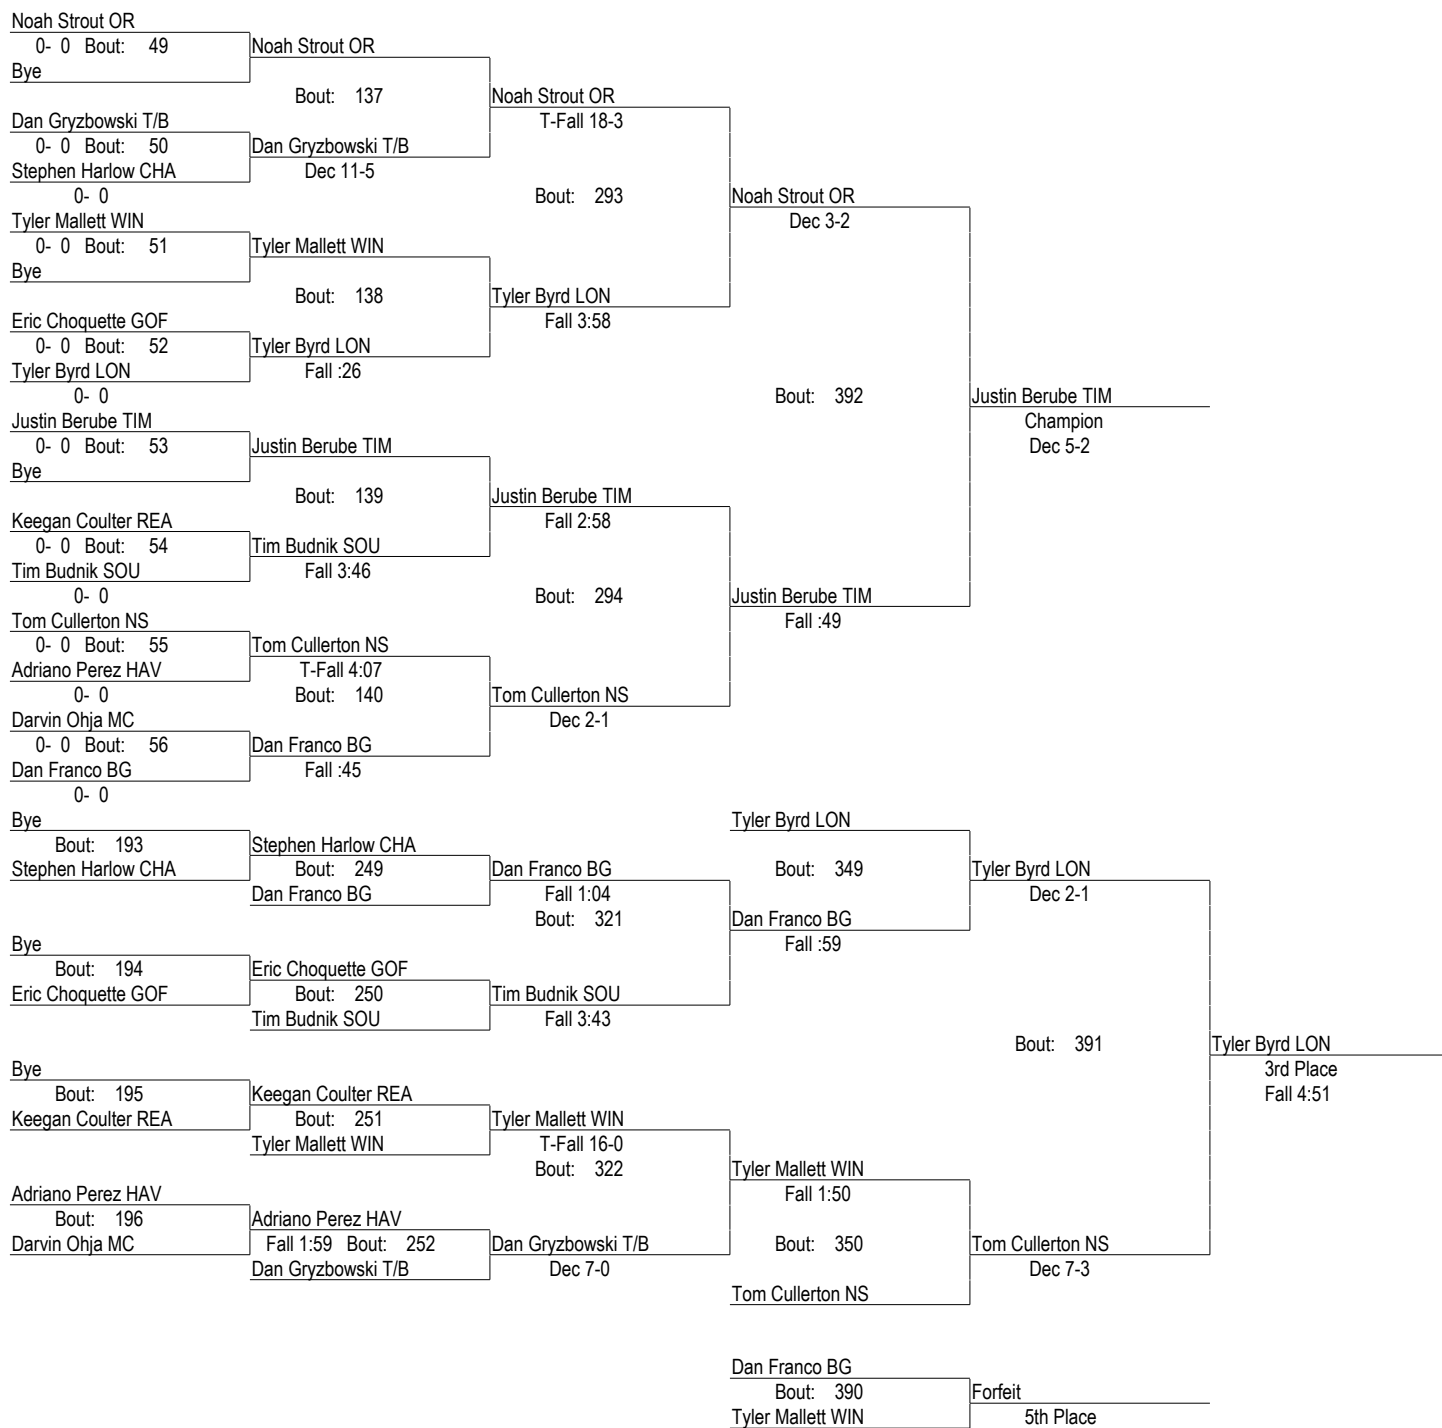 Noah Strout OR
0- 0 Bout: 49 Noah Strout OR
Bye
Bout: 137 Noah Strout OR
Dan Gryzbowski T/B T-Fall 18-3
0- 0 Bout: 50 Dan Gryzbowski T/B
Stephen Harlow CHA Dec 11-5
0- 0 Bout: 293 Noah Strout OR
Tyler Mallett WIN Dec 3-2
0- 0 Bout: 51 Tyler Mallett WIN
Bye
Bout: 138 Tyler Byrd LON
Eric Choquette GOF Fall 3:58
0- 0 Bout: 52 Tyler Byrd LON
Tyler Byrd LON Fall :26
0- 0 Bout: 392 Justin Berube TIM
Justin Berube TIM Champion
0- 0 Bout: 53 Justin Berube TIM Dec 5-2
Bye
Bout: 139 Justin Berube TIM
Keegan Coulter REA Fall 2:58
0- 0 Bout: 54 Tim Budnik SOU
Tim Budnik SOU Fall 3:46
0- 0 Bout: 294 Justin Berube TIM
Tom Cullerton NS Fall :49
0- 0 Bout: 55 Tom Cullerton NS
Adriano Perez HAV T-Fall 4:07
0- 0 Bout: 140 Tom Cullerton NS
Darvin Ohja MC Dec 2-1
0- 0 Bout: 56 Dan Franco BG
Dan Franco BG Fall :45
0- 0
Bye Tyler Byrd LON
Bout: 193 Stephen Harlow CHA
Stephen Harlow CHA Bout: 249 Dan Franco BG Bout: 349 Tyler Byrd LON
Dan Franco BG Fall 1:04 Dec 2-1
Bout: 321 Dan Franco BG
Bye Fall :59
Bout: 194 Eric Choquette GOF
Eric Choquette GOF Bout: 250 Tim Budnik SOU
Tim Budnik SOU Fall 3:43
Bout: 391 Tyler Byrd LON
Bye 3rd Place
Bout: 195 Keegan Coulter REA Fall 4:51
Keegan Coulter REA Bout: 251 Tyler Mallett WIN
Tyler Mallett WIN T-Fall 16-0
Bout: 322 Tyler Mallett WIN
Adriano Perez HAV Fall 1:50
Bout: 196 Adriano Perez HAV
Darvin Ohja MC Fall 1:59 Bout: 252 Dan Gryzbowski T/B Bout: 350 Tom Cullerton NS
Dan Gryzbowski T/B Dec 7-0 Dec 7-3
Tom Cullerton NS
Dan Franco BG
Bout: 390 Forfeit
Tyler Mallett WIN 5th Place